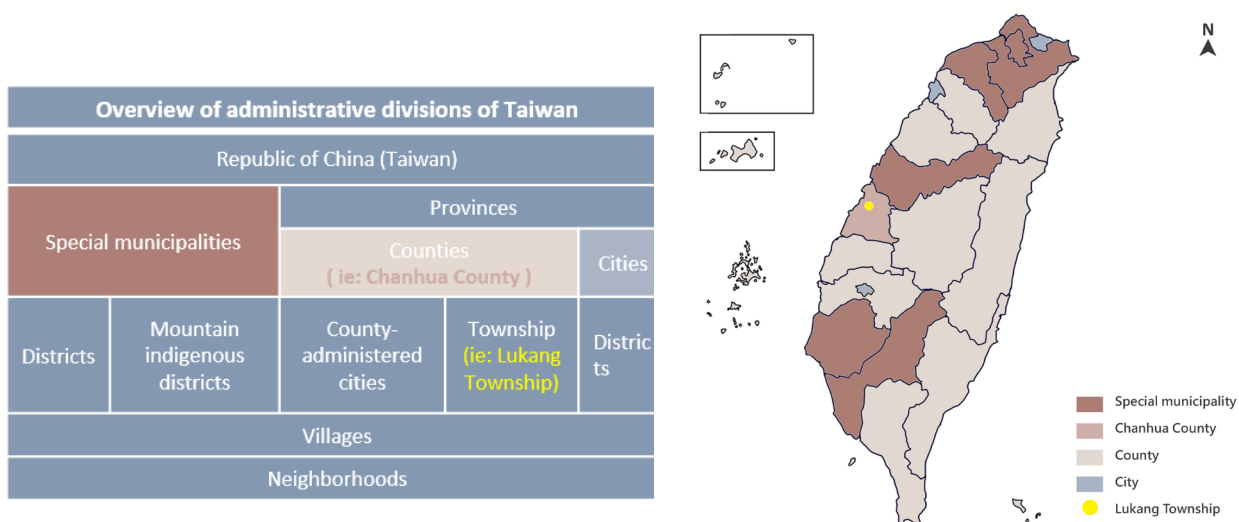 Overview of administrative divisions of Taiwan
Republic of China (Taiwan)
Special municipalities
Provinces
Counties
( ie: Chanhua County )
Cities
Districts
Mountain
indigenous
districts
County-
administered
cities
Township
(ie: Lukang
Township)
Distric
ts
Villages
Neighborhoods
N
Special municipality
Chanhua County
County
City
Lukang Township